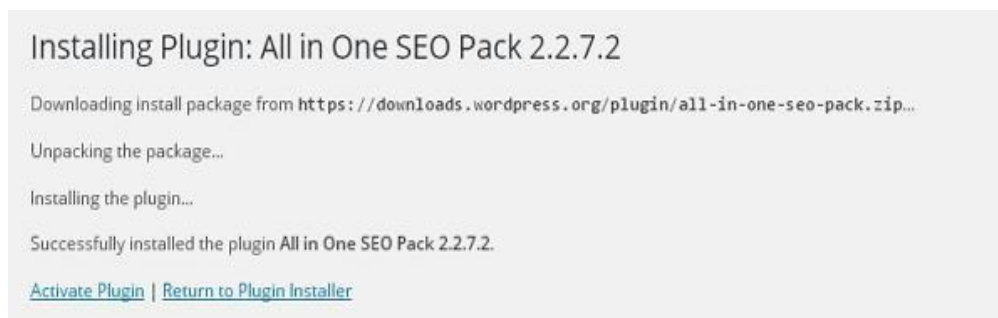 Installing Plugin: All in One SEO Pack 2.2.7.2
Downloading install package from https://downloads.wordpress.org/plugin/all-in-one-seo-pack.zip...
Unpacking the package...
Installing the plugin...
Successfully installed the plugin All in One SEO Pack 2.2.7.2.
Activate Plugin | Return to Plugin Installer